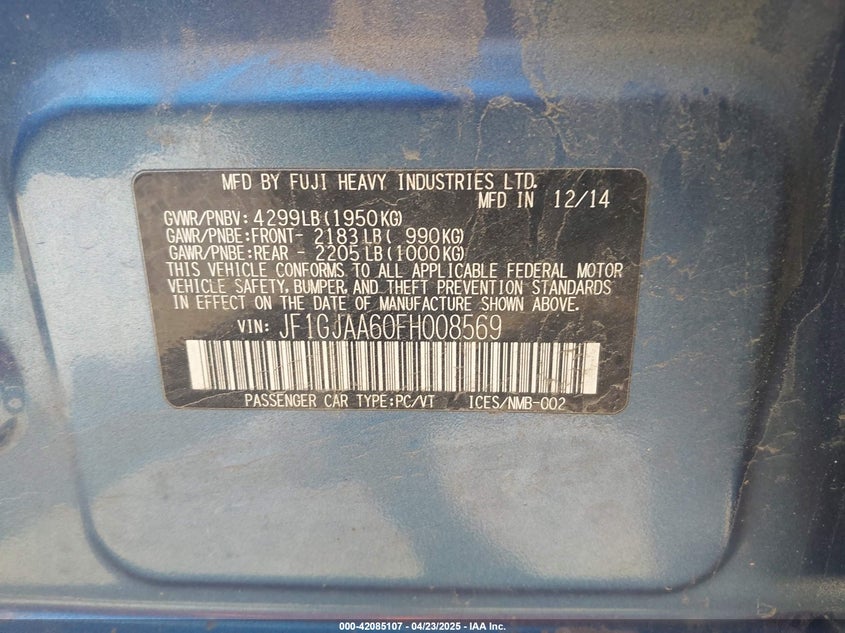 MFD BY FUJI HEAVY INDUSTRIES LTD.
MFD IN 12/14
GVWR/PNBV: 4299LB(1950KG)
GAWR/PNBE:FRONT- 2183LB( 990KG)
GAWR/PNBE:REAR - 2205LB(1000KG)
THIS VEHICLE CONFORMS TO ALL APPLICABLE FEDERAL MOTOR
VEHICLE SAFETY, BUMPER, AND THEFT PREVENTION STANDARDS
IN EFFECT ON THE DATE OF MANUFACTURE SHOWN ABOVE.
VIN: JF1GJAA60FH008569
PASSENGER CAR TYPE:PC/VT ICES/NMB-002
000-42085107 - 04/23/2025 - IAA Inc.